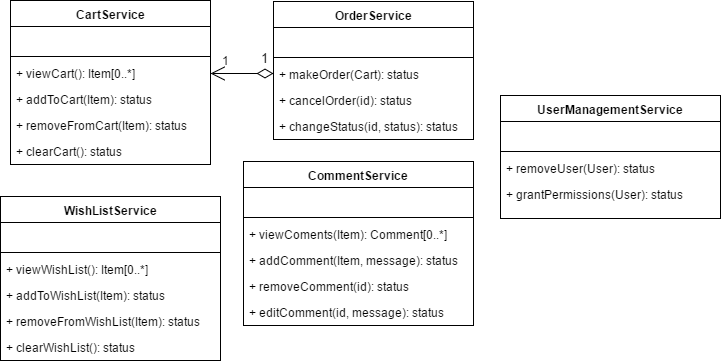 CartService
+ viewCart(): Item[0..*]
+ addToCart(Item): status
+ removeFromCart(Item): status
+ clearCart(): status
1
1
OrderService
+ makeOrder(Cart): status
+ cancelOrder(id): status
+ changeStatus(id, status): status
UserManagementService
+ removeUser(User): status
+ grantPermissions(User): status
CommentService
+ viewComents(Item): Comment[0..*]
+ addComment(Item, message): status
+ removeComment(id): status
+ editComment(id, message): status
WishListService
+ viewWishList(): Item[0..*]
+ addToWishList(Item): status
+ removeFromWishList(Item): status
+ clearWishList(): status